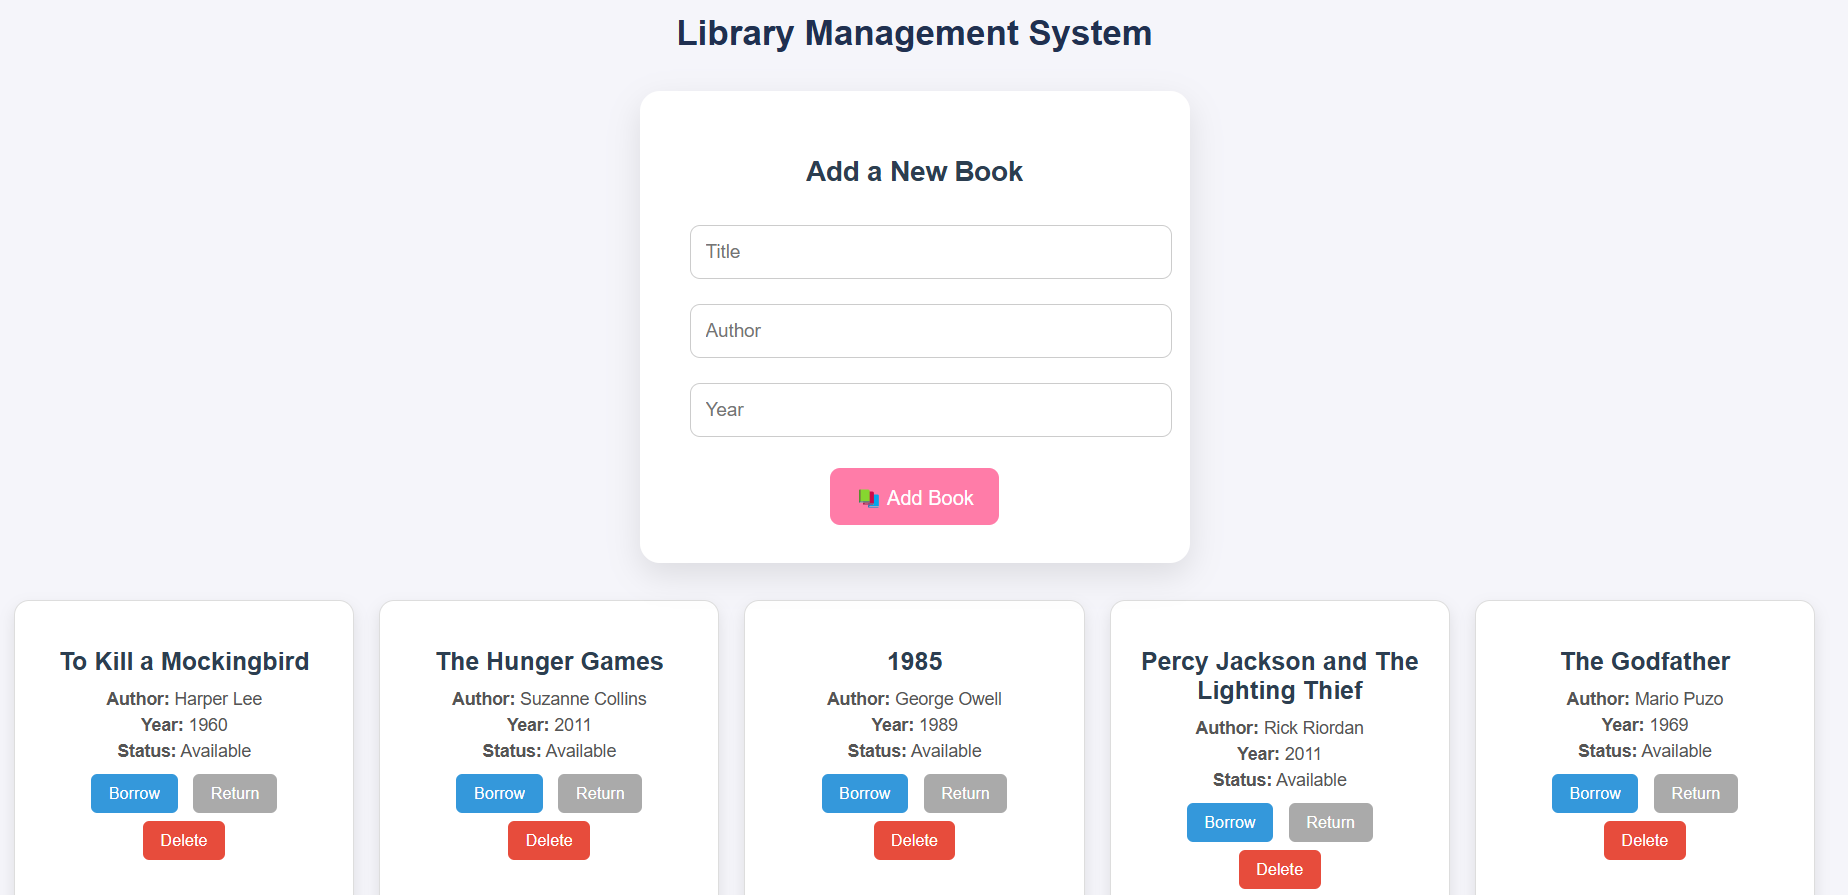 Library Management System
Add a New Book
Title
Author
Year
📚 Add Book
To Kill a Mockingbird
Author: Harper Lee
Year: 1960
Status: Available
Borrow Return
Delete
The Hunger Games
Author: Suzanne Collins
Year: 2011
Status: Available
Borrow Return
Delete
1985
Author: George Owell
Year: 1989
Status: Available
Borrow Return
Delete
Percy Jackson and The
Lighting Thief
Author: Rick Riordan
Year: 2011
Status: Available
Borrow Return
Delete
The Godfather
Author: Mario Puzo
Year: 1969
Status: Available
Borrow Return
Delete